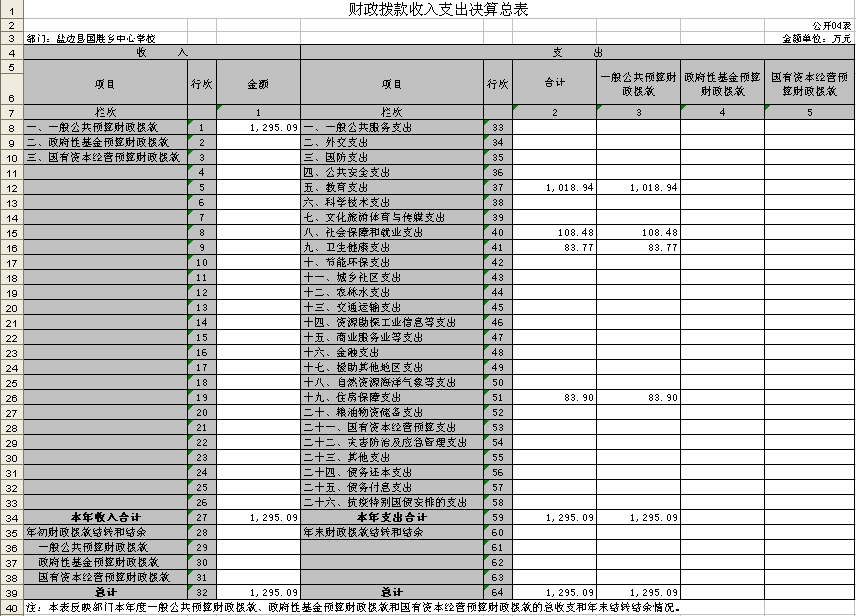 财政拨款收入支出决算总表
公开04表
部门：盐边县国胜乡中心学校 金额单位：万元
收 入 支 出
项目 行次 金额 项目 行次 合计 一般公共预算财政拨款 政府性基金预算财政拨款 国有资本经营预算财政拨款
栏次 1 栏次 2 3 4 5
一、一般公共预算财政拨款 1 1,295.09 一、一般公共服务支出 33
二、政府性基金预算财政拨款 2 二、外交支出 34
三、国有资本经营预算财政拨款 3 三、国防支出 35
4 四、公共安全支出 36
5 五、教育支出 37 1,018.94 1,018.94
6 六、科学技术支出 38
7 七、文化旅游体育与传媒支出 39
8 八、社会保障和就业支出 40 108.48 108.48
9 九、卫生健康支出 41 83.77 83.77
10 十、节能环保支出 42
11 十一、城乡社区支出 43
12 十二、农林水支出 44
13 十三、交通运输支出 45
14 十四、资源勘探工业信息等支出 46
15 十五、商业服务业等支出 47
16 十六、金融支出 48
17 十七、援助其他地区支出 49
18 十八、自然资源海洋气象等支出 50
19 十九、住房保障支出 51 83.90 83.90
20 二十、粮油物资储备支出 52
21 二十一、国有资本经营预算支出 53
22 二十二、灾害防治及应急管理支出 54
23 二十三、其他支出 55
24 二十四、债务还本支出 56
25 二十五、债务付息支出 57
26 二十六、抗疫特别国债安排的支出 58
本年收入合计 27 1,295.09 本年支出合计 59 1,295.09 1,295.09
年初财政拨款结转和结余 28 年末财政拨款结转和结余 60
一般公共预算财政拨款 29 61
政府性基金预算财政拨款 30 62
国有资本经营预算财政拨款 31 63
总计 32 1,295.09 总计 64 1,295.09 1,295.09
注：本表反映部门本年度一般公共预算财政拨款、政府性基金预算财政拨款和国有资本经营预算财政拨款的总收支和年末结转结余情况。